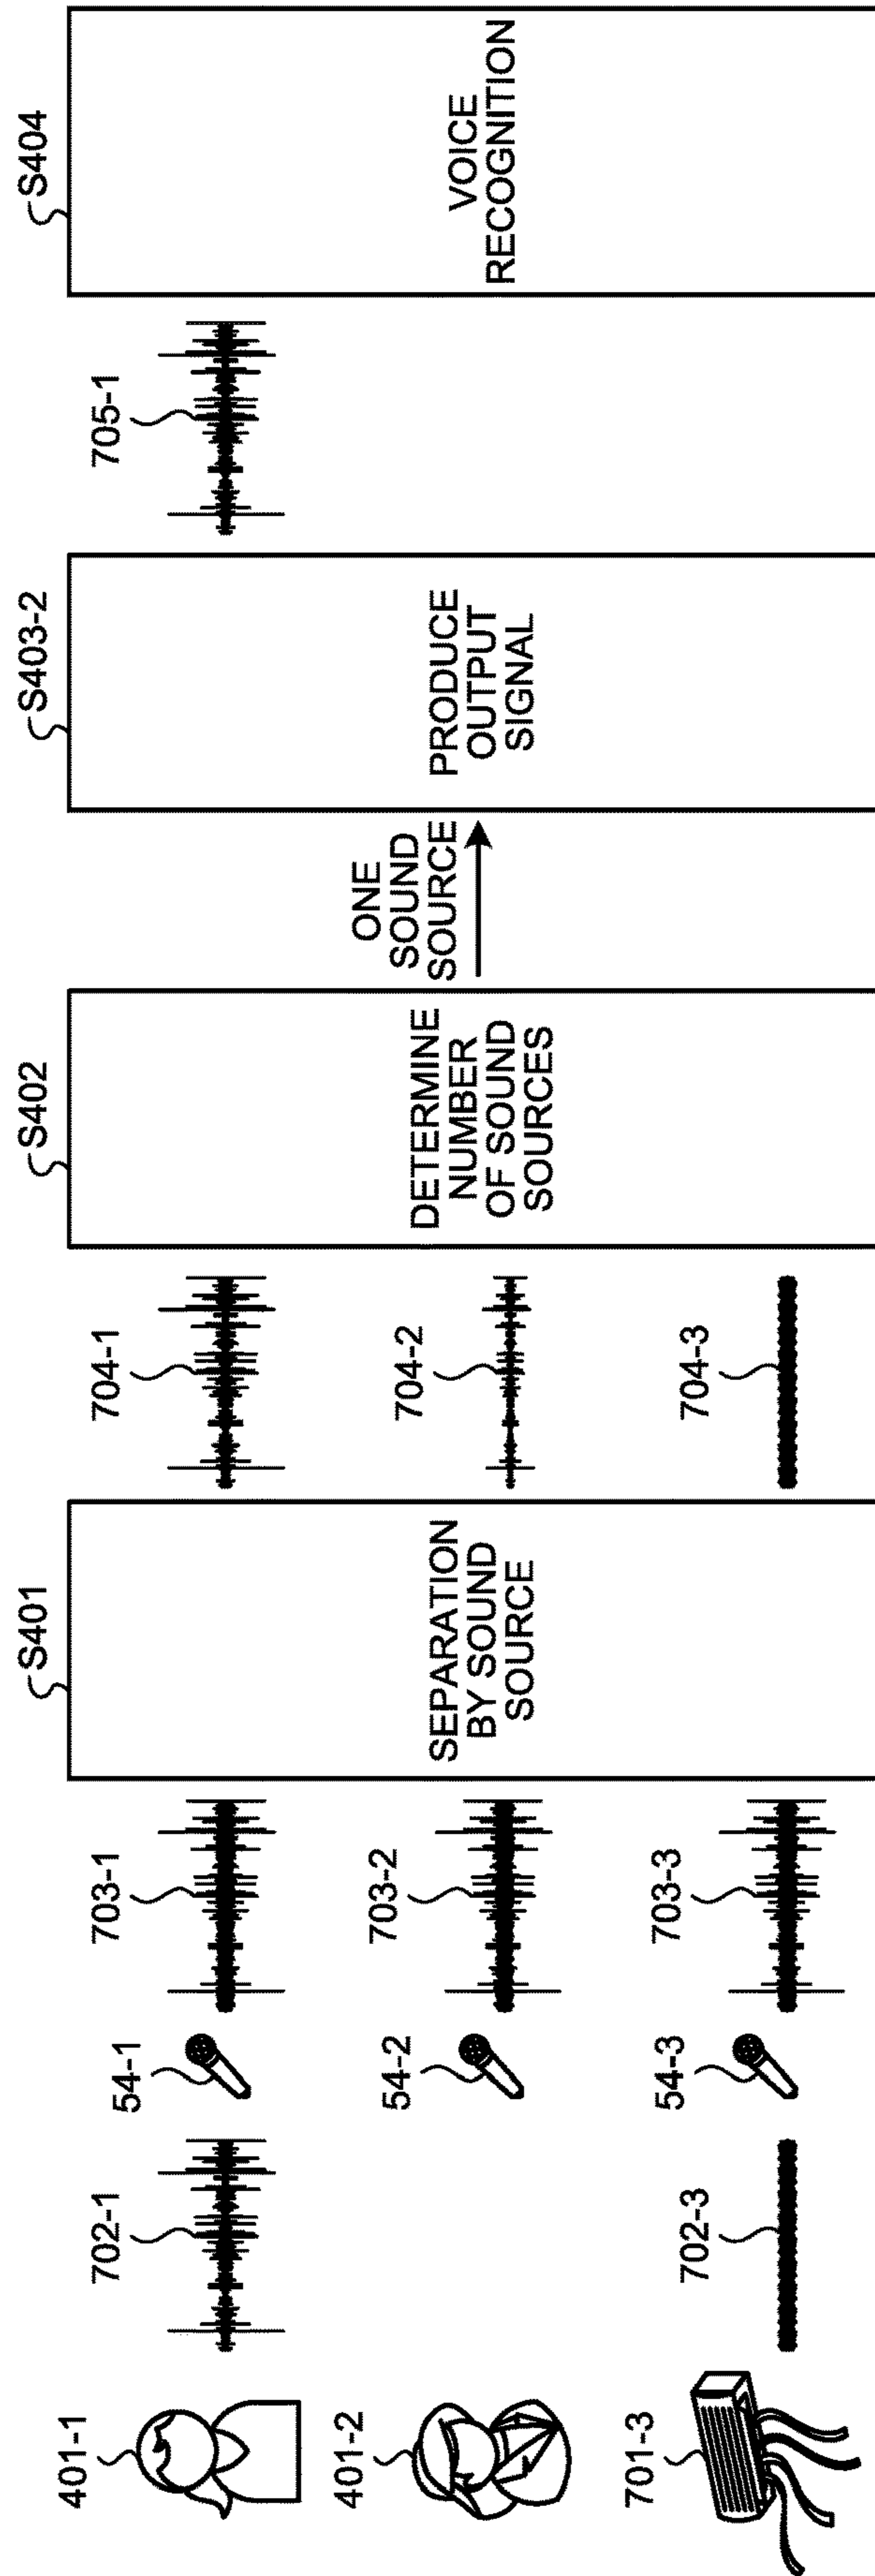 401-1
702-1
54-1
703-1
S401
704-1
S402
S403-2
705-1
S404
401-2
54-2
703-2
SEPARATION
BY SOUND
SOURCE
704-2
DETERMINE
NUMBER
OF SOUND
SOURCES
ONE
SOUND
SOURCE
PRODUCE
OUTPUT
SIGNAL
VOICE
RECOGNITION
701-3
702-3
54-3
703-3
704-3